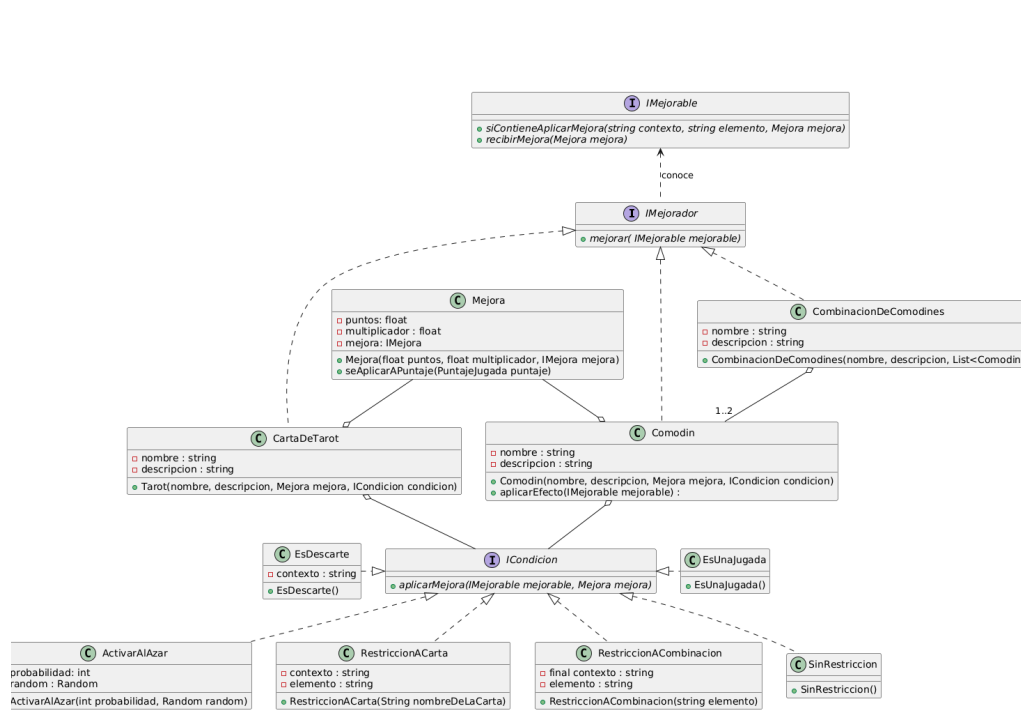 I IMejorable
siContieneAplicarMejora(string contexto, string elemento, Mejora mejora)
recibirMejora(Mejora mejora)
conoce
I IMejorador
mejorar( IMejorable mejorable)
C Mejora
puntos: float
multiplicador : float
mejora: IMejora
Mejora(float puntos, float multiplicador, IMejora mejora)
seAplicarAPuntaje(PuntajeJugada puntaje)
C CombinacionDeComodines
nombre : string
descripcion : string
CombinacionDeComodines(nombre, descripcion, List<Comodin
1..2
C CartaDeTarot
nombre : string
descripcion : string
Tarot(nombre, descripcion, Mejora mejora, ICondicion condicion)
C Comodin
nombre : string
descripcion : string
Comodin(nombre, descripcion, Mejora mejora, ICondicion condicion)
aplicarEfecto(IMejorable mejorable) :
C EsDescarte
contexto : string
EsDescarte()
I ICondicion
aplicarMejora(IMejorable mejorable, Mejora mejora)
C EsUnaJugada
EsUnaJugada()
C ActivarAlAzar
probabilidad: int
random : Random
ActivarAlAzar(int probabilidad, Random random)
C RestriccionACarta
contexto : string
elemento : string
RestriccionACarta(String nombreDeLaCarta)
C RestriccionACombinacion
final contexto : string
elemento : string
RestriccionACombinacion(string elemento)
C SinRestriccion
SinRestriccion()